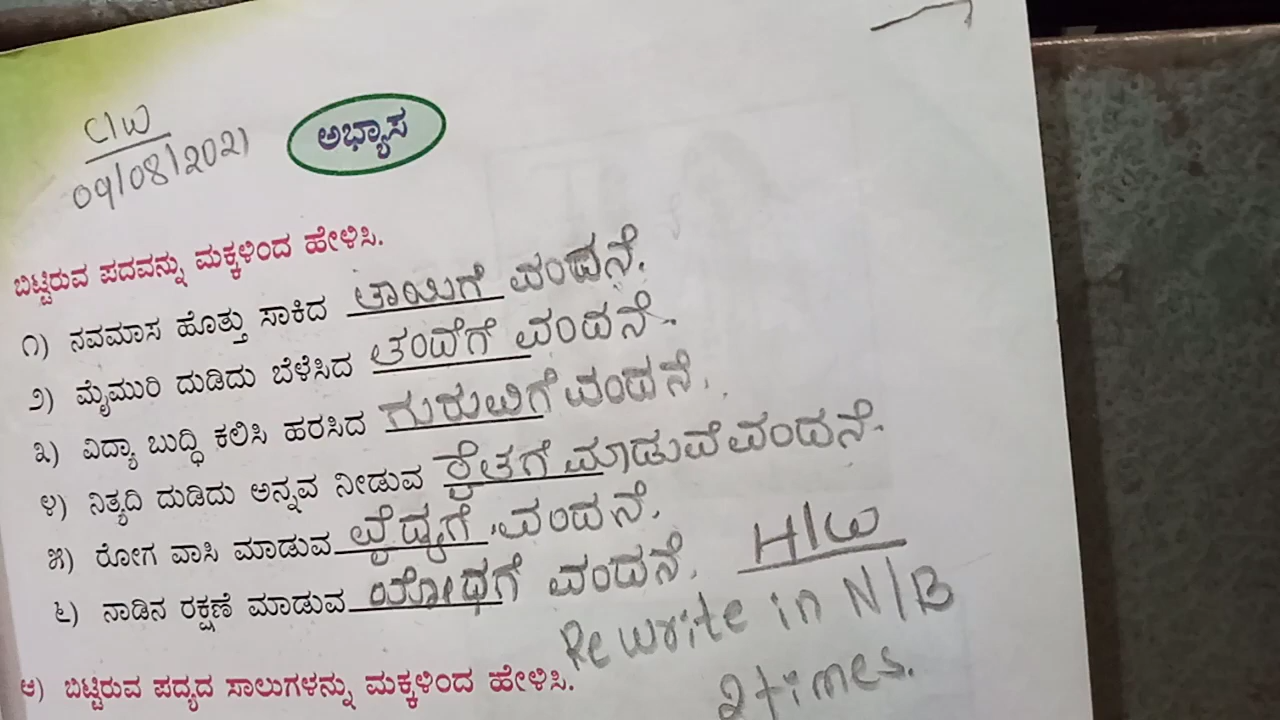 C/W
09/08/2021
ಅಭ್ಯಾಸ
ಬಿಟ್ಟಿರುವ ಪದವನ್ನು ಮಕ್ಕಳಿಂದ ಹೇಳಿಸಿ.
೧) ನವಮಾಸ ಹೊತ್ತು ಸಾಕಿದ ತಾಯಿಗೆ ವಂದನೆ.
೨) ಮೈಮುರಿ ದುಡಿದು ಬೆಳೆಸಿದ ತಂದೆಗೆ ವಂದನೆ.
೩) ವಿದ್ಯಾ ಬುದ್ಧಿ ಕಲಿಸಿ ಹರಸಿದ ಗುರುವಿಗೆ ವಂದನೆ.
೪) ನಿತ್ಯದಿ ದುಡಿದು ಅನ್ನವ ನೀಡುವ ರೈತಗೆ ಮಾಡುವೆ ವಂದನೆ.
೫) ರೋಗ ವಾಸಿ ಮಾಡುವ ವೈದ್ಯಗೆ ವಂದನೆ.
೬) ನಾಡಿನ ರಕ್ಷಣೆ ಮಾಡುವ ಯೋಧಗೆ ವಂದನೆ.
H/W
Rewrite in N/B
2 times.
ಆ) ಬಿಟ್ಟಿರುವ ಪದ್ಯದ ಸಾಲುಗಳನ್ನು ಮಕ್ಕಳಿಂದ ಹೇಳಿಸಿ.